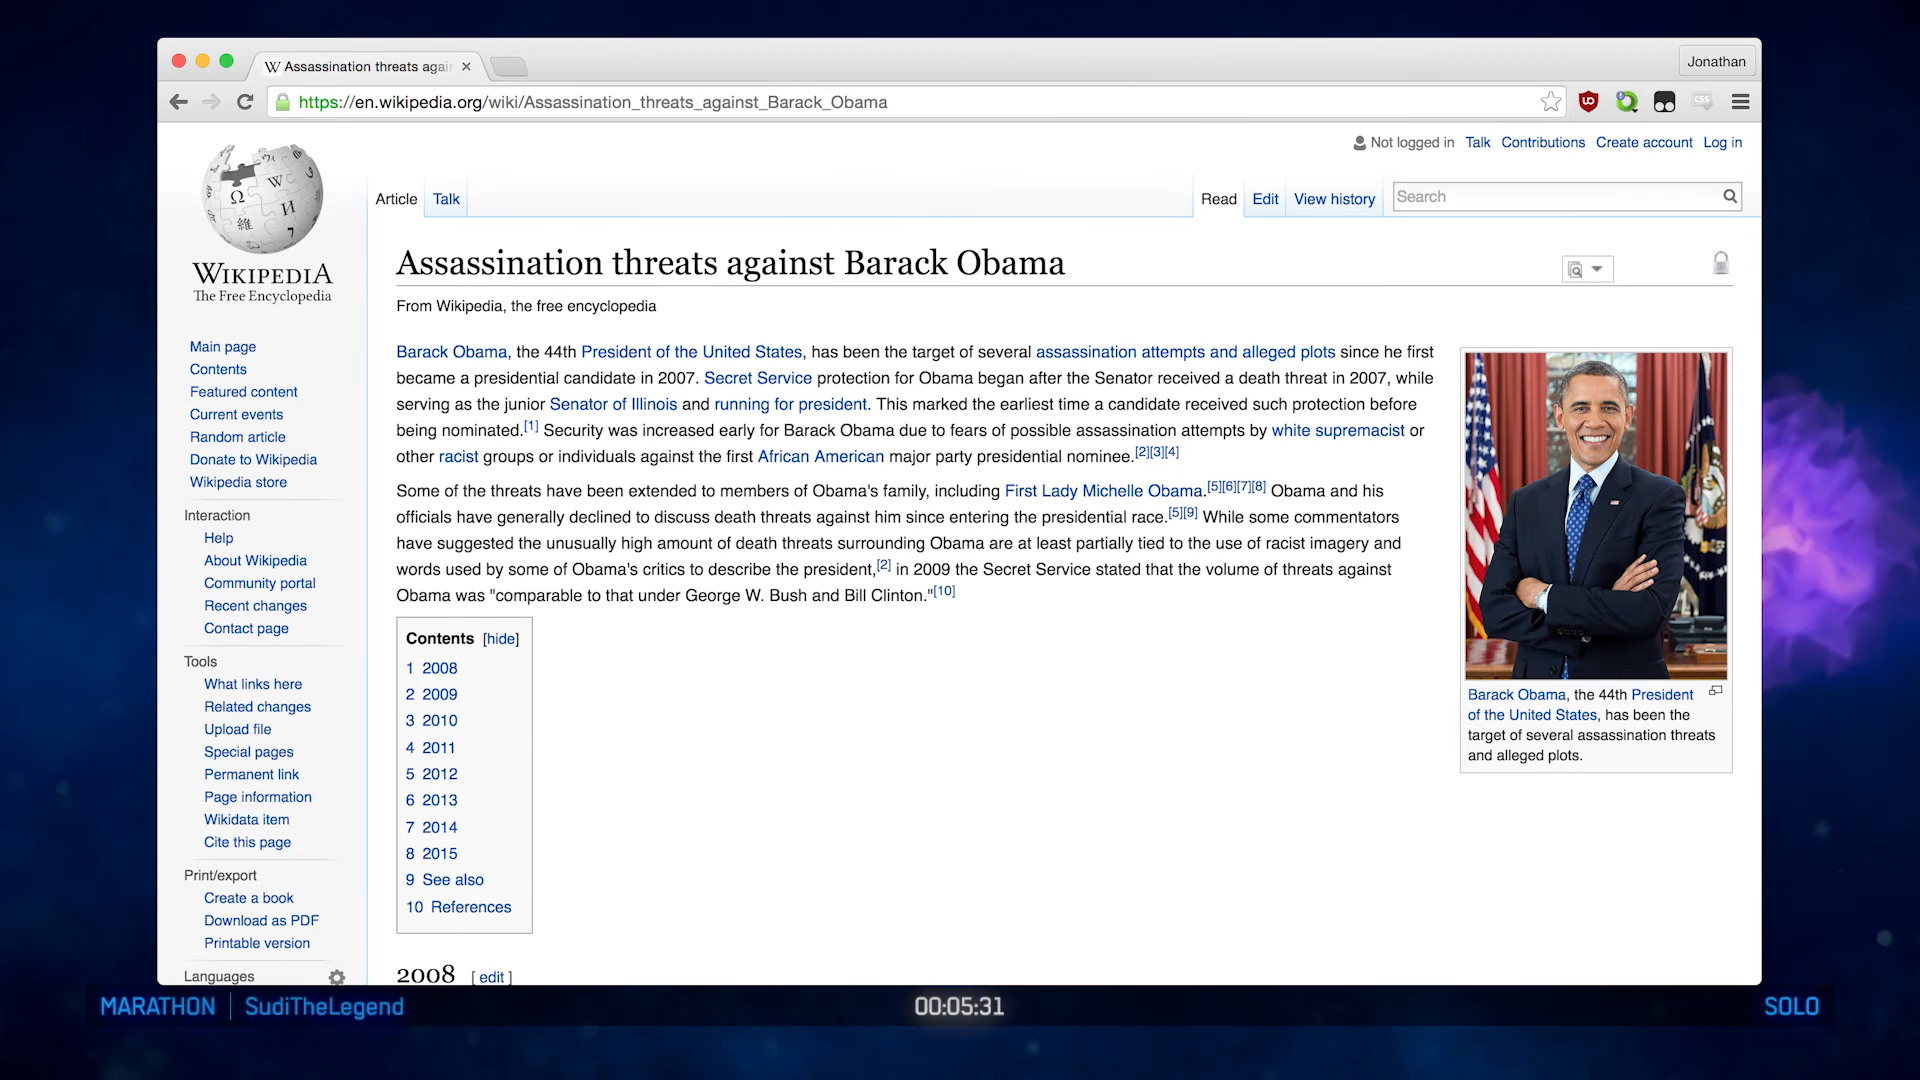 Assassination threats agai
Jonathan
https://en.wikipedia.org/wiki/Assassination_threats_against_Barack_Obama
Not logged in Talk Contributions Create account Log in
Article Talk Read Edit View history Search
WIKIPEDIA
The Free Encyclopedia
Main page
Contents
Featured content
Current events
Random article
Donate to Wikipedia
Wikipedia store
Interaction
Help
About Wikipedia
Community portal
Recent changes
Contact page
Tools
What links here
Related changes
Upload file
Special pages
Permanent link
Page information
Wikidata item
Cite this page
Print/export
Create a book
Download as PDF
Printable version
Languages
Assassination threats against Barack Obama
From Wikipedia, the free encyclopedia
Barack Obama, the 44th President of the United States, has been the target of several assassination attempts and alleged plots since he first
became a presidential candidate in 2007. Secret Service protection for Obama began after the Senator received a death threat in 2007, while
serving as the junior Senator of Illinois and running for president. This marked the earliest time a candidate received such protection before
being nominated.[1] Security was increased early for Barack Obama due to fears of possible assassination attempts by white supremacist or
other racist groups or individuals against the first African American major party presidential nominee.[2][3][4]
Some of the threats have been extended to members of Obama's family, including First Lady Michelle Obama.[5][6][7][8] Obama and his
officials have generally declined to discuss death threats against him since entering the presidential race.[5][9] While some commentators
have suggested the unusually high amount of death threats surrounding Obama are at least partially tied to the use of racist imagery and
words used by some of Obama's critics to describe the president,[2] in 2009 the Secret Service stated that the volume of threats against
Obama was "comparable to that under George W. Bush and Bill Clinton."[10]
Barack Obama, the 44th President
of the United States, has been the
target of several assassination threats
and alleged plots.
Contents [hide]
1 2008
2 2009
3 2010
4 2011
5 2012
6 2013
7 2014
8 2015
9 See also
10 References
2008 [ edit ]
MARATHON | SudiTheLegend
00:05:31
SOLO